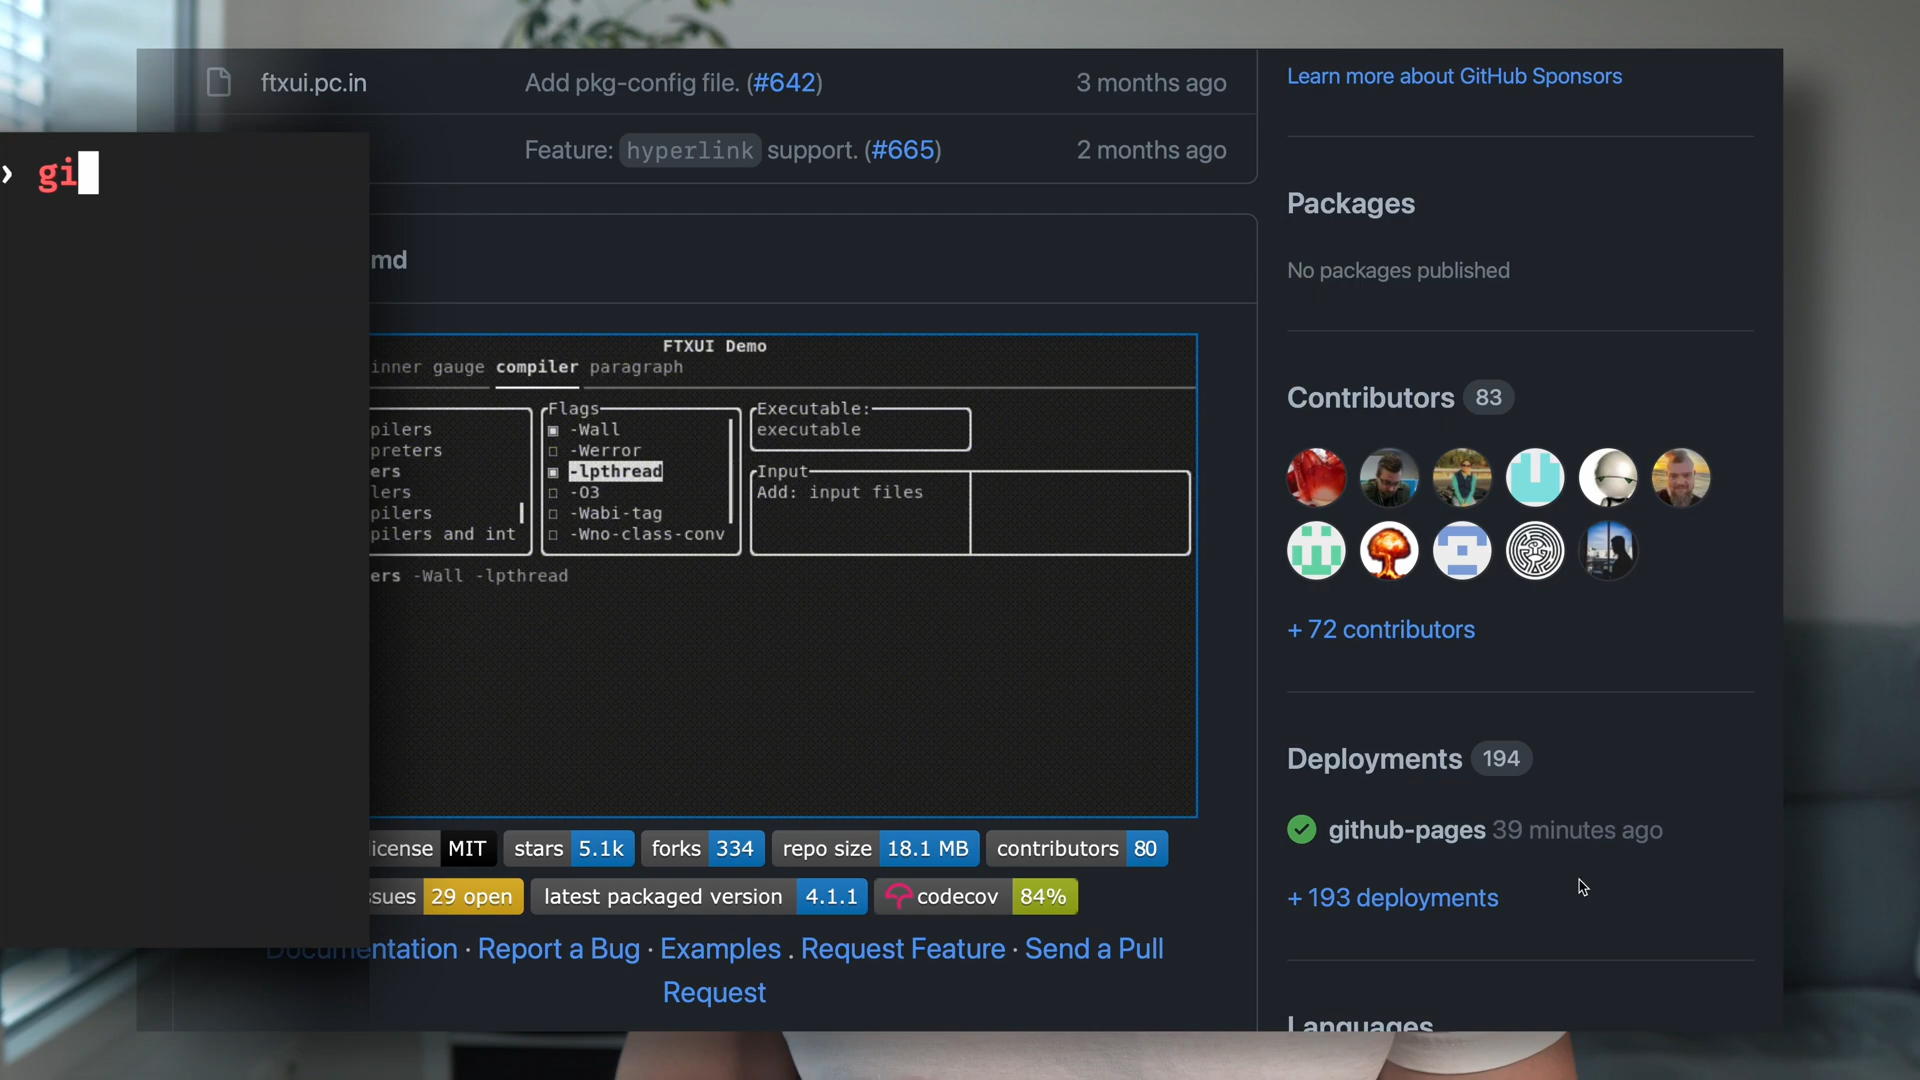 ftxui.pc.in Add pkg-config file. (#642) 3 months ago
Feature: hyperlink support. (#665) 2 months ago
› gi
md
FTXUI Demo
inner gauge compiler paragraph
pilers
preters
ers
lers
pilers
pilers and int
Flags
▣ -Wall
□ -Werror
▣ -lpthread
□ -O3
□ -Wabi-tag
□ -Wno-class-conv
Executable:
executable
Input
Add: input files
ers -Wall -lpthread
icense MIT stars 5.1k forks 334 repo size 18.1 MB contributors 80
ssues 29 open latest packaged version 4.1.1 codecov 84%
Documentation · Report a Bug · Examples . Request Feature · Send a Pull
Request
Learn more about GitHub Sponsors
Packages
No packages published
Contributors 83
+ 72 contributors
Deployments 194
github-pages 39 minutes ago
+ 193 deployments
Languages